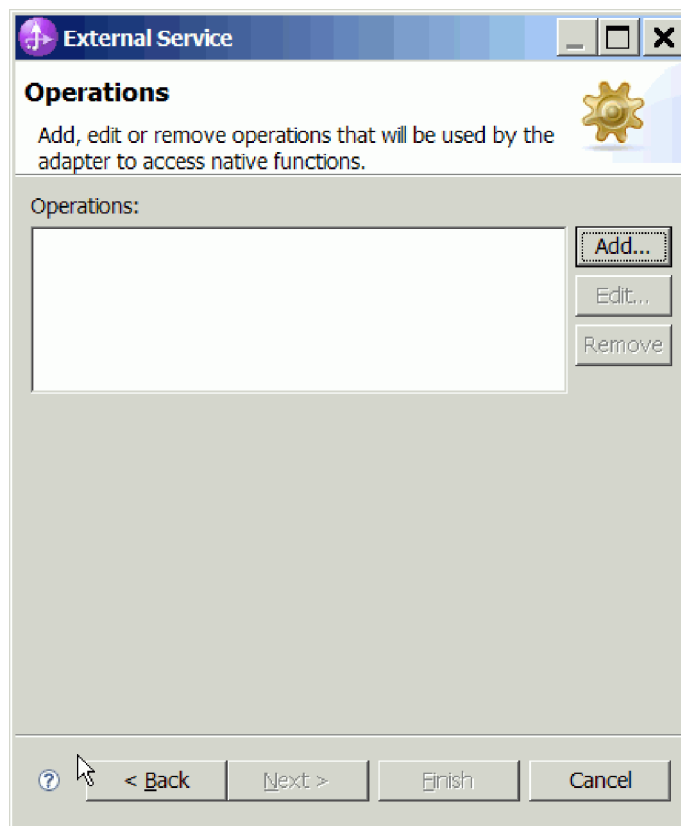 External Service
Operations
Add, edit or remove operations that will be used by the
adapter to access native functions.
Operations:
Add...
Edit...
Remove
?
< Back
Next >
Finish
Cancel